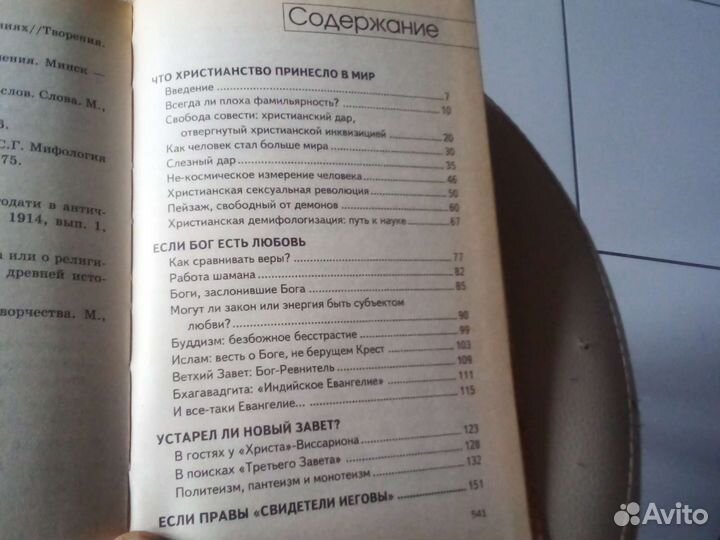 ниях//Творения.
ения. Минск —
слов. Слова. М.,
6.
С.Г. Мифология
75.
годати в антич-
1914, вып. 1,
а или о религи-
древней исто-
ворчества. М.,
Содержание
ЧТО ХРИСТИАНСТВО ПРИНЕСЛО В МИР
Введение 7
Всегда ли плоха фамильярность? 10
Свобода совести: христианский дар,
отвергнутый христианской инквизицией 20
Как человек стал больше мира 30
Слезный дар 35
Не-космическое измерение человека 46
Христианская сексуальная революция 50
Пейзаж, свободный от демонов 60
Христианская демифологизация: путь к науке 67
ЕСЛИ БОГ ЕСТЬ ЛЮБОВЬ
Как сравнивать веры? 77
Работа шамана 82
Боги, заслонившие Бога 85
Могут ли закон или энергия быть субъектом
любви? 90
Буддизм: безбожное бесстрастие 99
Ислам: весть о Боге, не берущем Крест 103
Ветхий Завет: Бог-Ревнитель 109
Бхагавадгита: «Индийское Евангелие» 111
И все-таки Евангелие... 115
УСТАРЕЛ ЛИ НОВЫЙ ЗАВЕТ? 123
В гостях у «Христа»-Виссариона 128
В поисках «Третьего Завета» 132
Политеизм, пантеизм и монотеизм 151
ЕСЛИ ПРАВЫ «СВИДЕТЕЛИ ИЕГОВЫ»
541
Avito